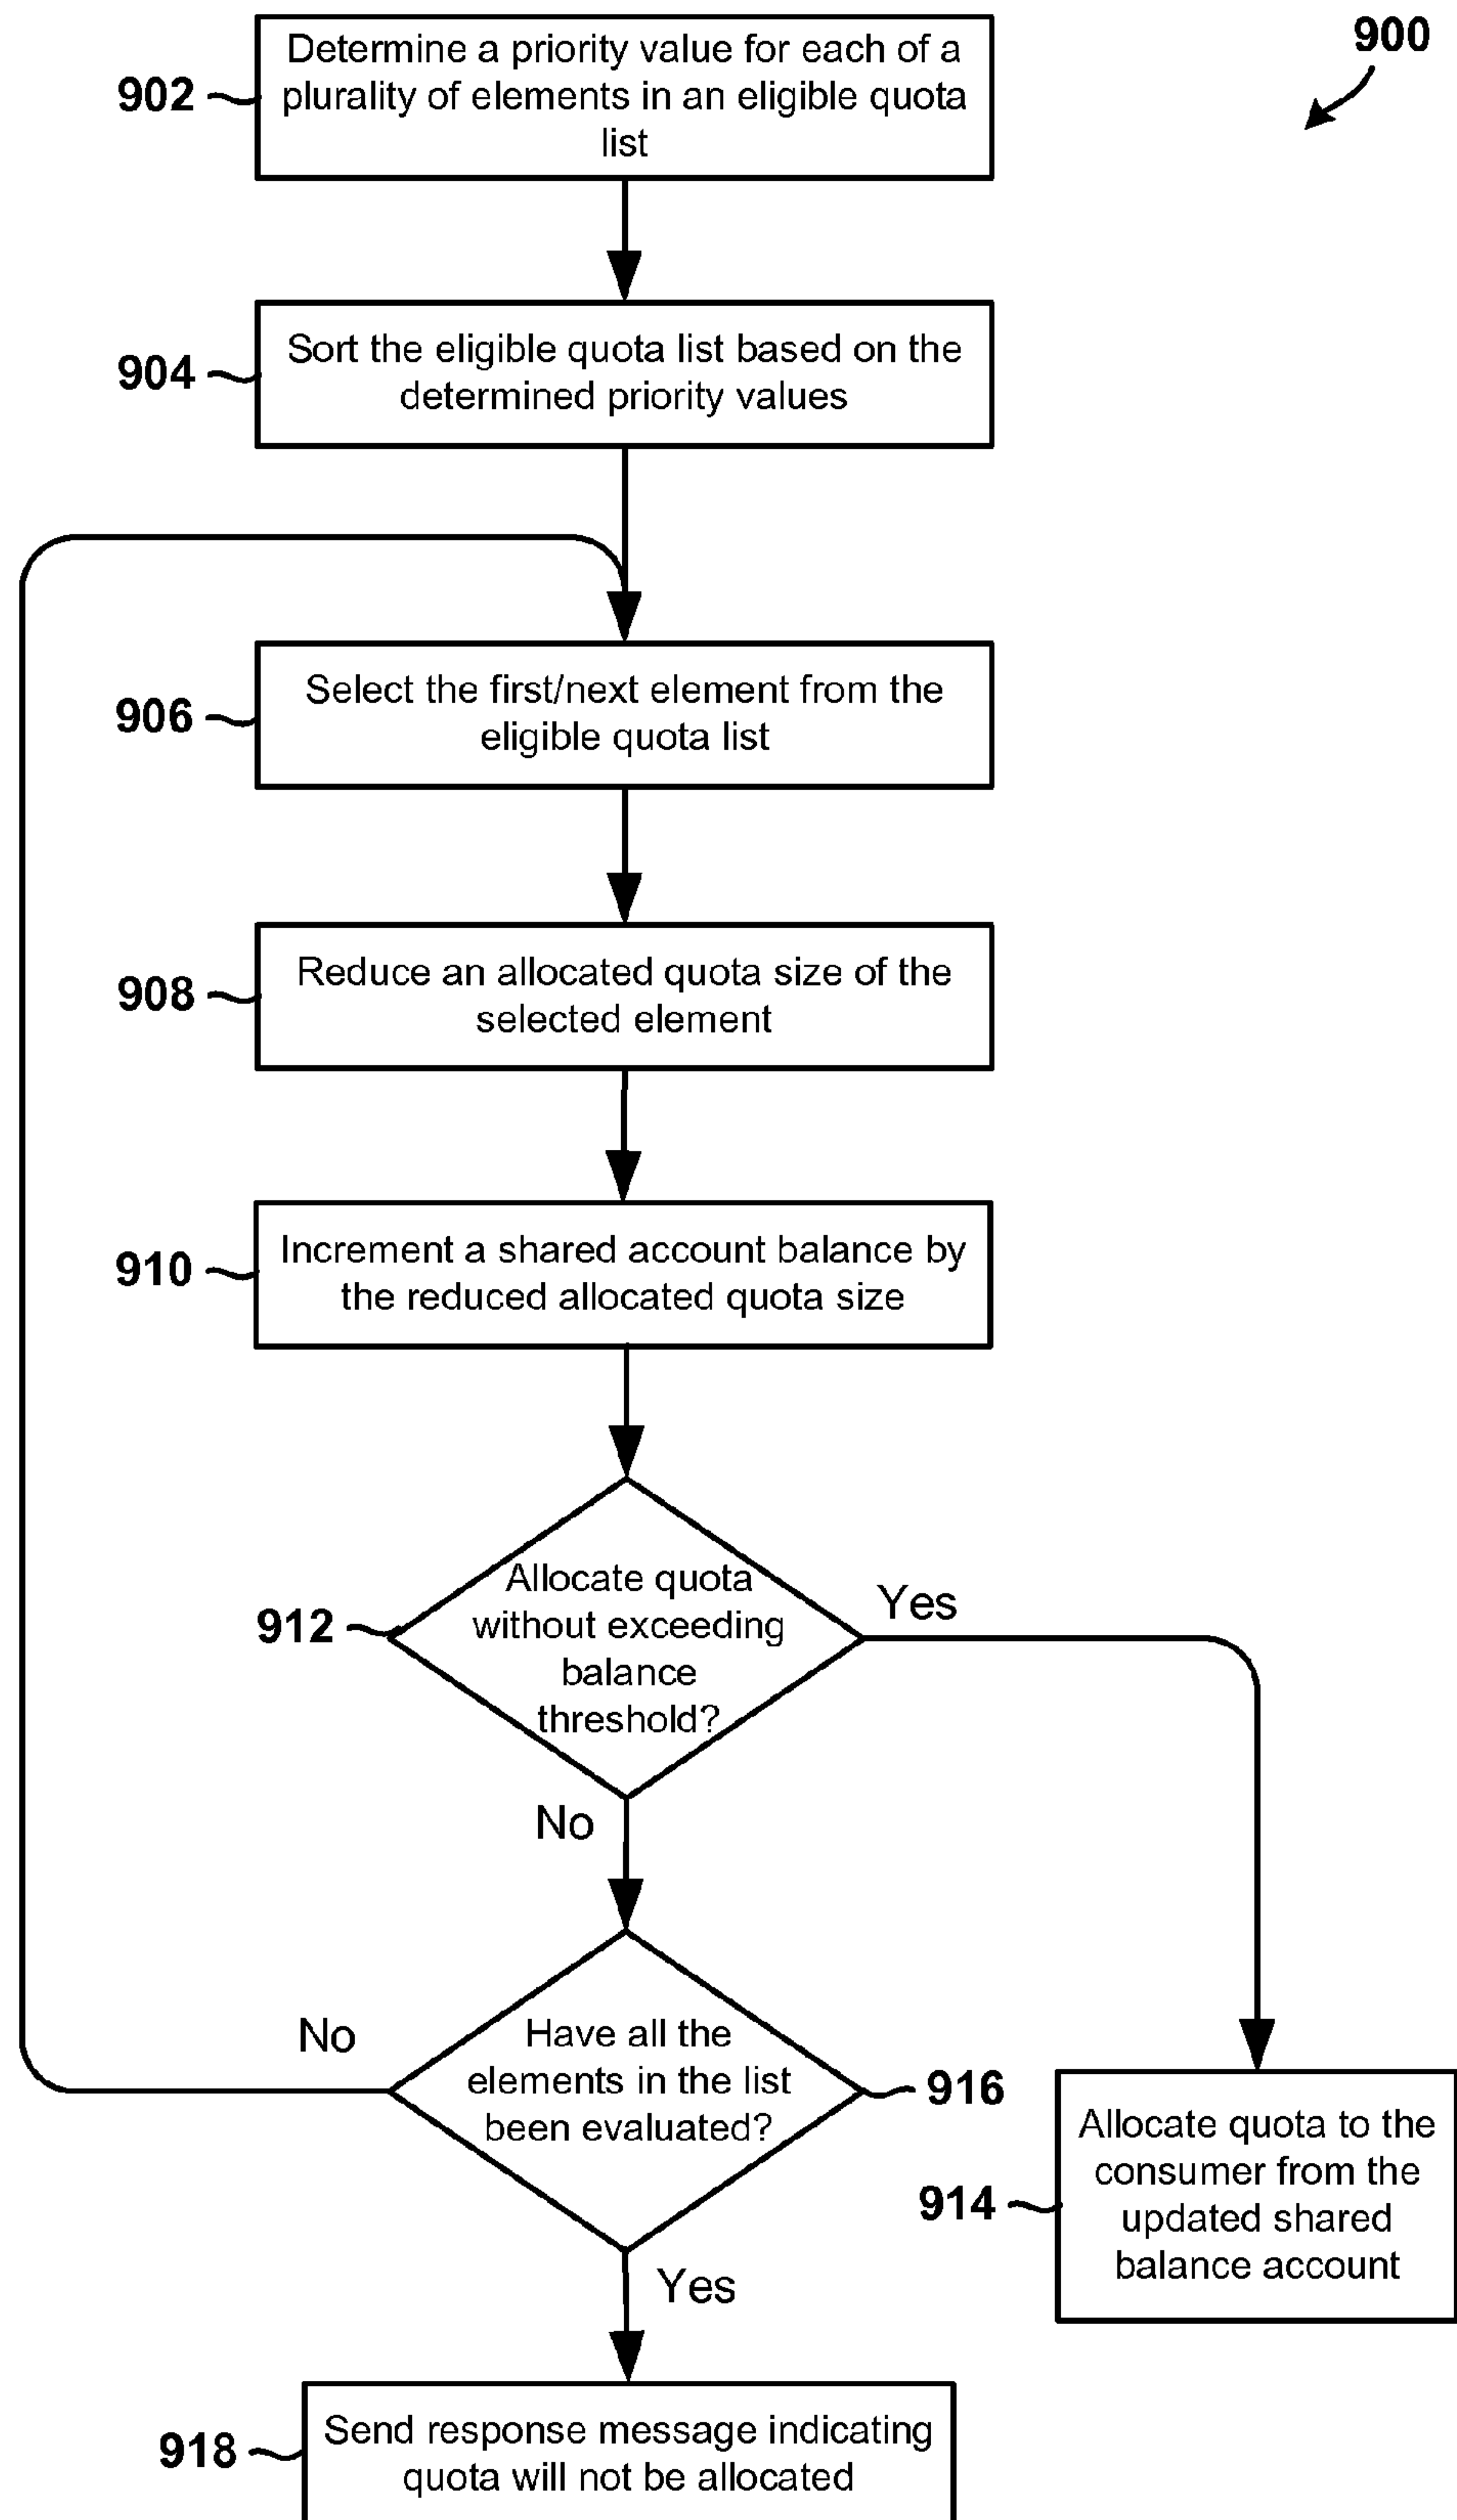 900
902
Determine a priority value for each of a
plurality of elements in an eligible quota
list
904
Sort the eligible quota list based on the
determined priority values
906
Select the first/next element from the
eligible quota list
908
Reduce an allocated quota size of the
selected element
910
Increment a shared account balance by
the reduced allocated quota size
912
Allocate quota
without exceeding
balance
threshold?
Yes
No
Have all the
elements in the list
been evaluated?
916
No
Yes
914
Allocate quota to the
consumer from the
updated shared
balance account
918
Send response message indicating
quota will not be allocated